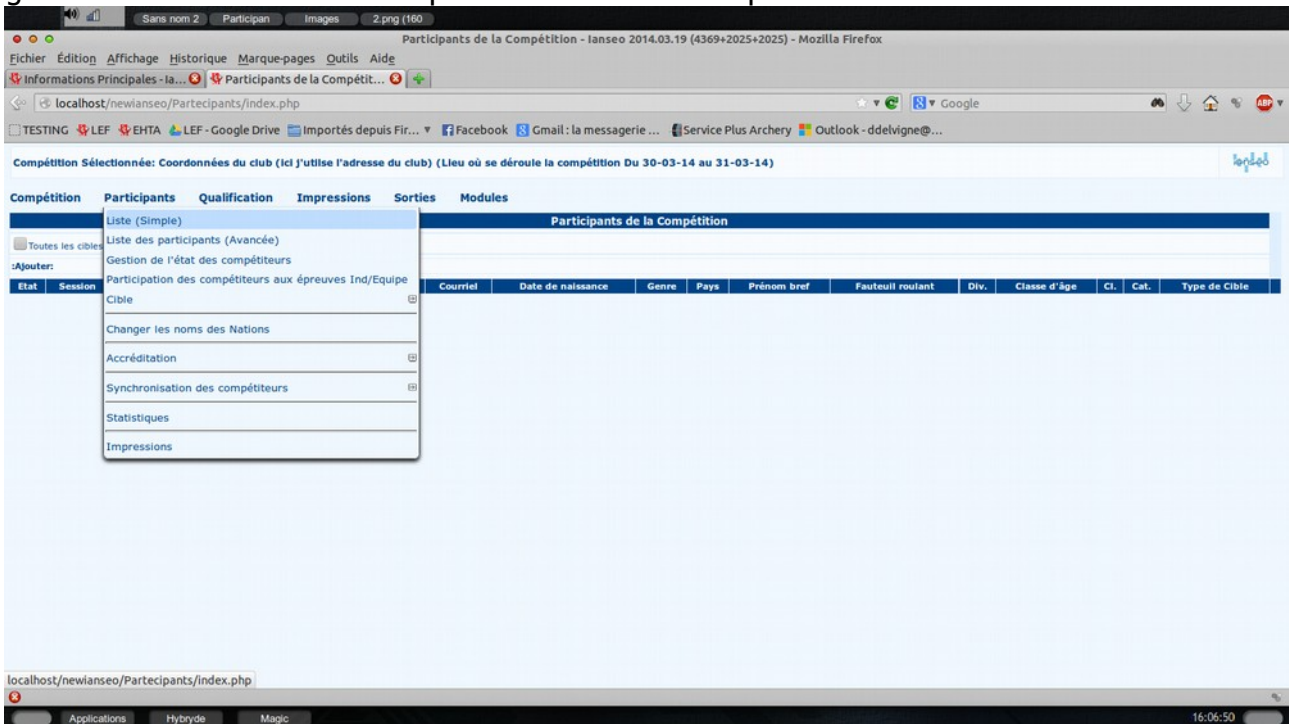 Sans nom 2 Participan Images 2.png (160
Participants de la Compétition - Ianseo 2014.03.19 (4369+2025+2025) - Mozilla Firefox
Fichier Édition Affichage Historique Marque-pages Outils Aide
Informations Principales - Ia... Participants de la Compétit...
localhost/newianseo/Partecipants/index.php Google
TESTING LEF EHTA LEF - Google Drive Importés depuis Fir... Facebook Gmail : la messagerie ... Service Plus Archery Outlook - ddelvigne@...
Compétition Sélectionnée: Coordonnées du club (ici j'utilse l'adresse du club) (Lieu où se déroule la compétition Du 30-03-14 au 31-03-14)
Ianseo
Compétition Participants Qualification Impressions Sorties Modules
Participants de la Compétition
Liste (Simple)
Toutes les cibles
Liste des participants (Avancée)
Gestion de l'état des compétiteurs
:Ajouter:
Participation des compétiteurs aux épreuves Ind/Equipe
Etat Session Courriel Date de naissance Genre Pays Prénom bref Fauteuil roulant Div. Classe d'âge Cl. Cat. Type de Cible
Cible
Changer les noms des Nations
Accréditation
Synchronisation des compétiteurs
Statistiques
Impressions
localhost/newianseo/Partecipants/index.php
Applications Hybryde Magic 16:06:50